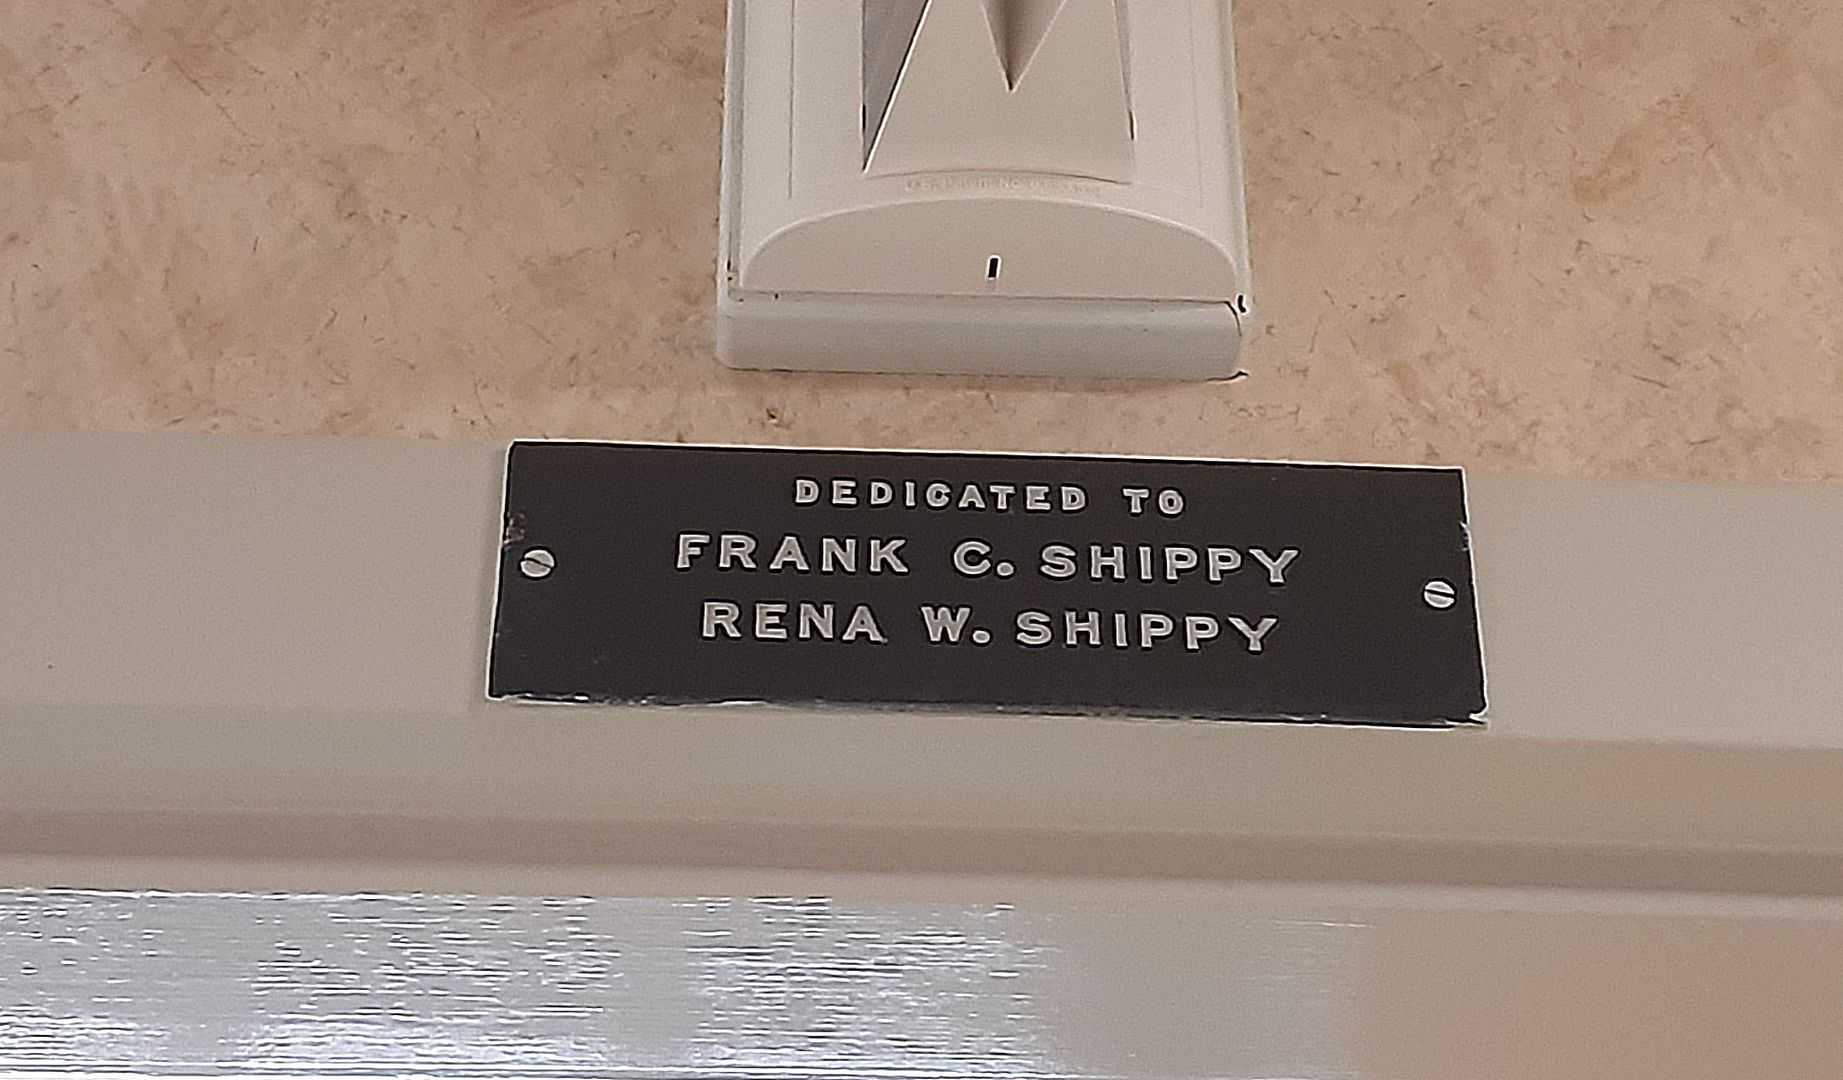 DEDICATED TO
FRANK C. SHIPPY
RENA W. SHIPPY